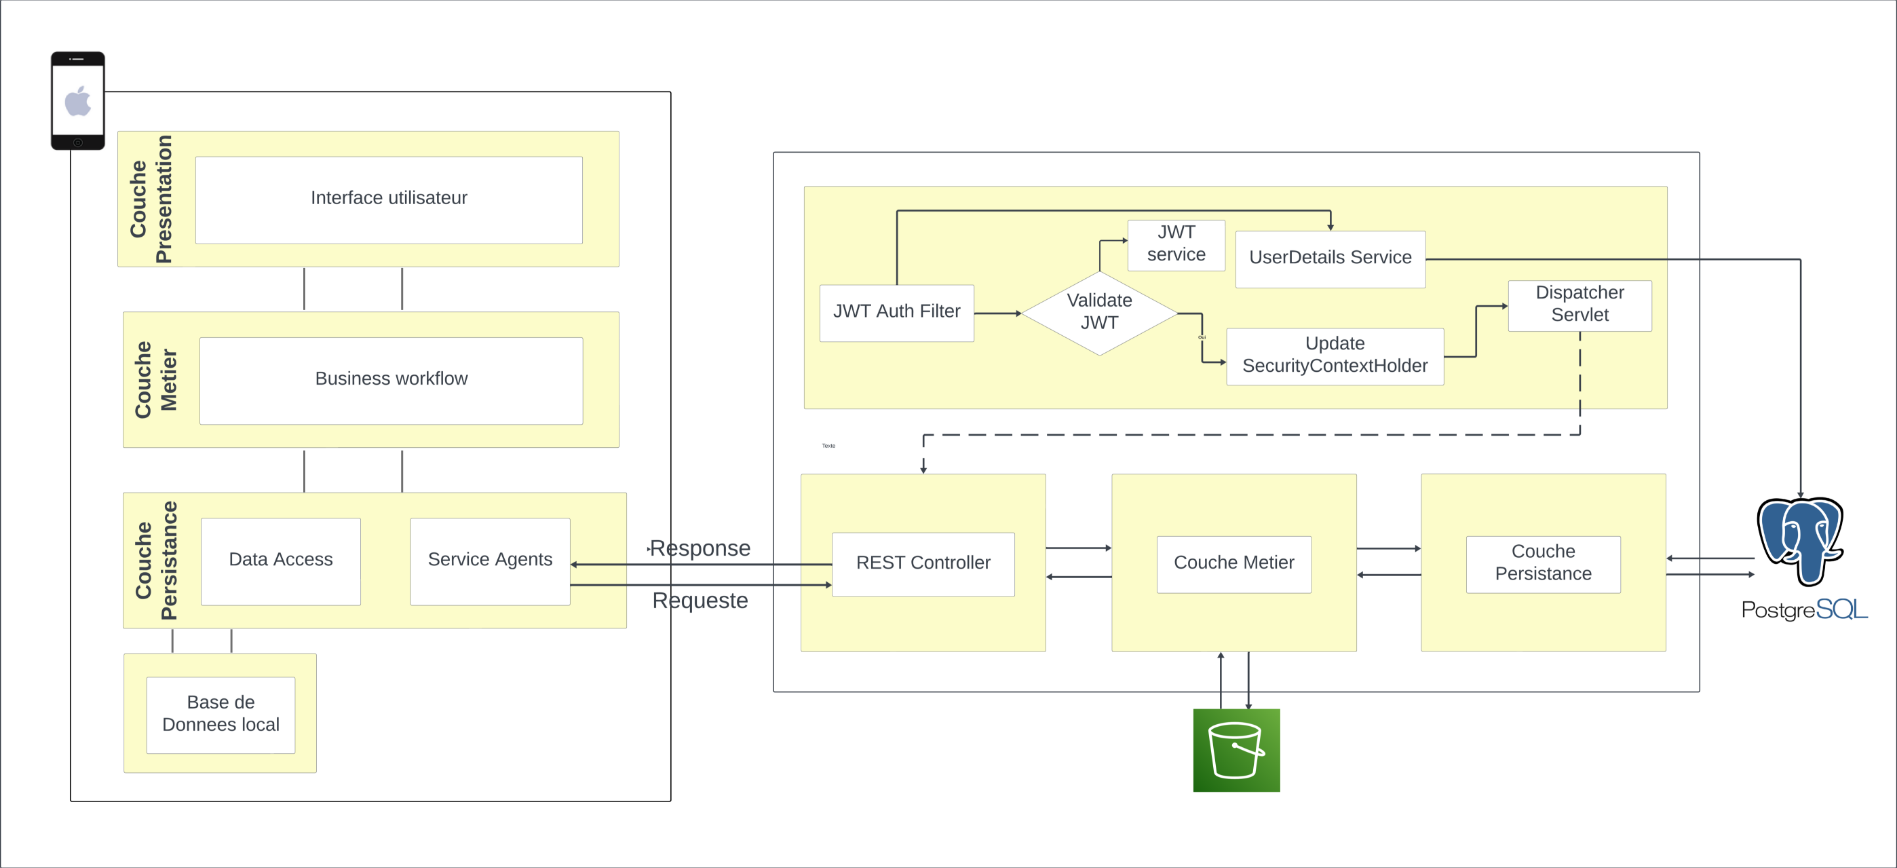 Couche
Presentation
Interface utilisateur
Couche
Metier
Business workflow
Couche
Persistance
Data Access
Service Agents
Base de
Donnees local
Response
Requeste
JWT Auth Filter
Validate
JWT
JWT
service
UserDetails Service
Oui
Update
SecurityContextHolder
Dispatcher
Servlet
Texte
REST Controller
Couche Metier
Couche
Persistance
PostgreSQL